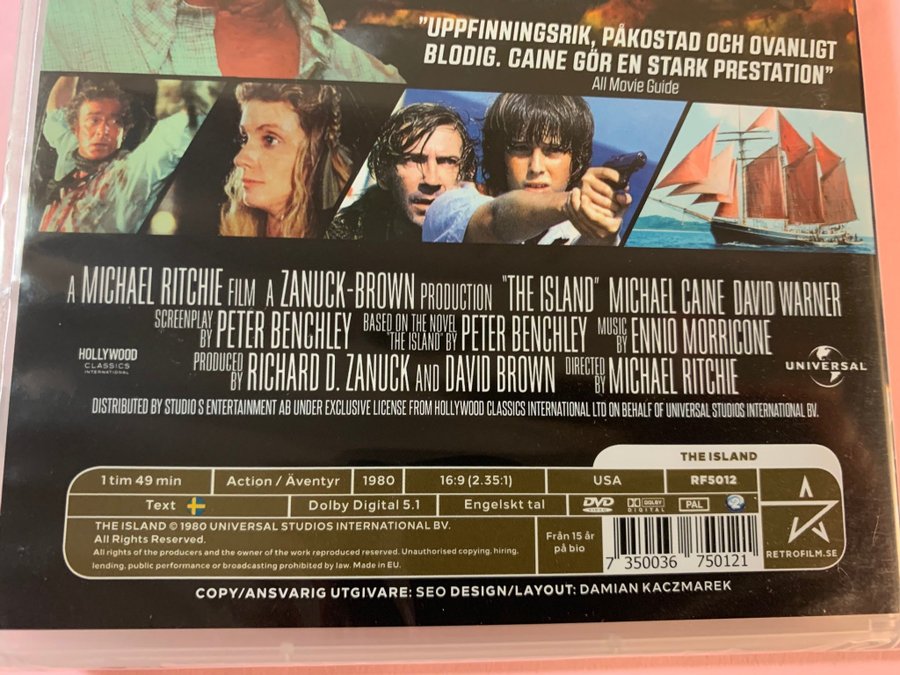 "UPPFINNINGSRIK, PÅKOSTAD OCH OVANLIGT
BLODIG. CAINE GÖR EN STARK PRESTATION"
All Movie Guide
A MICHAEL RITCHIE FILM A ZANUCK-BROWN PRODUCTION "THE ISLAND" MICHAEL CAINE DAVID WARNER
SCREENPLAY BY PETER BENCHLEY BASED ON THE NOVEL "THE ISLAND" BY PETER BENCHLEY MUSIC BY ENNIO MORRICONE
PRODUCED BY RICHARD D. ZANUCK AND DAVID BROWN DIRECTED BY MICHAEL RITCHIE
HOLLYWOOD
CLASSICS
INTERNATIONAL
UNIVERSAL
DISTRIBUTED BY STUDIO S ENTERTAINMENT AB UNDER EXCLUSIVE LICENSE FROM HOLLYWOOD CLASSICS INTERNATIONAL LTD ON BEHALF OF UNIVERSAL STUDIOS INTERNATIONAL BV.
THE ISLAND
1 tim 49 min Action / Äventyr 1980 16:9 (2.35:1) USA RF5012
Text Dolby Digital 5.1 Engelskt tal DVD VIDEO DOLBY DIGITAL PAL 2
THE ISLAND © 1980 UNIVERSAL STUDIOS INTERNATIONAL BV.
All Rights Reserved.
All rights of the producers and the owner of the work reproduced reserved. Unauthorised copying, hiring,
lending, public performance or broadcasting prohibited by law. Made in EU.
Från 15 år
på bio
7 350036 750121
RETROFILM.SE
COPY/ANSVARIG UTGIVARE: SEO DESIGN/LAYOUT: DAMIAN KACZMAREK